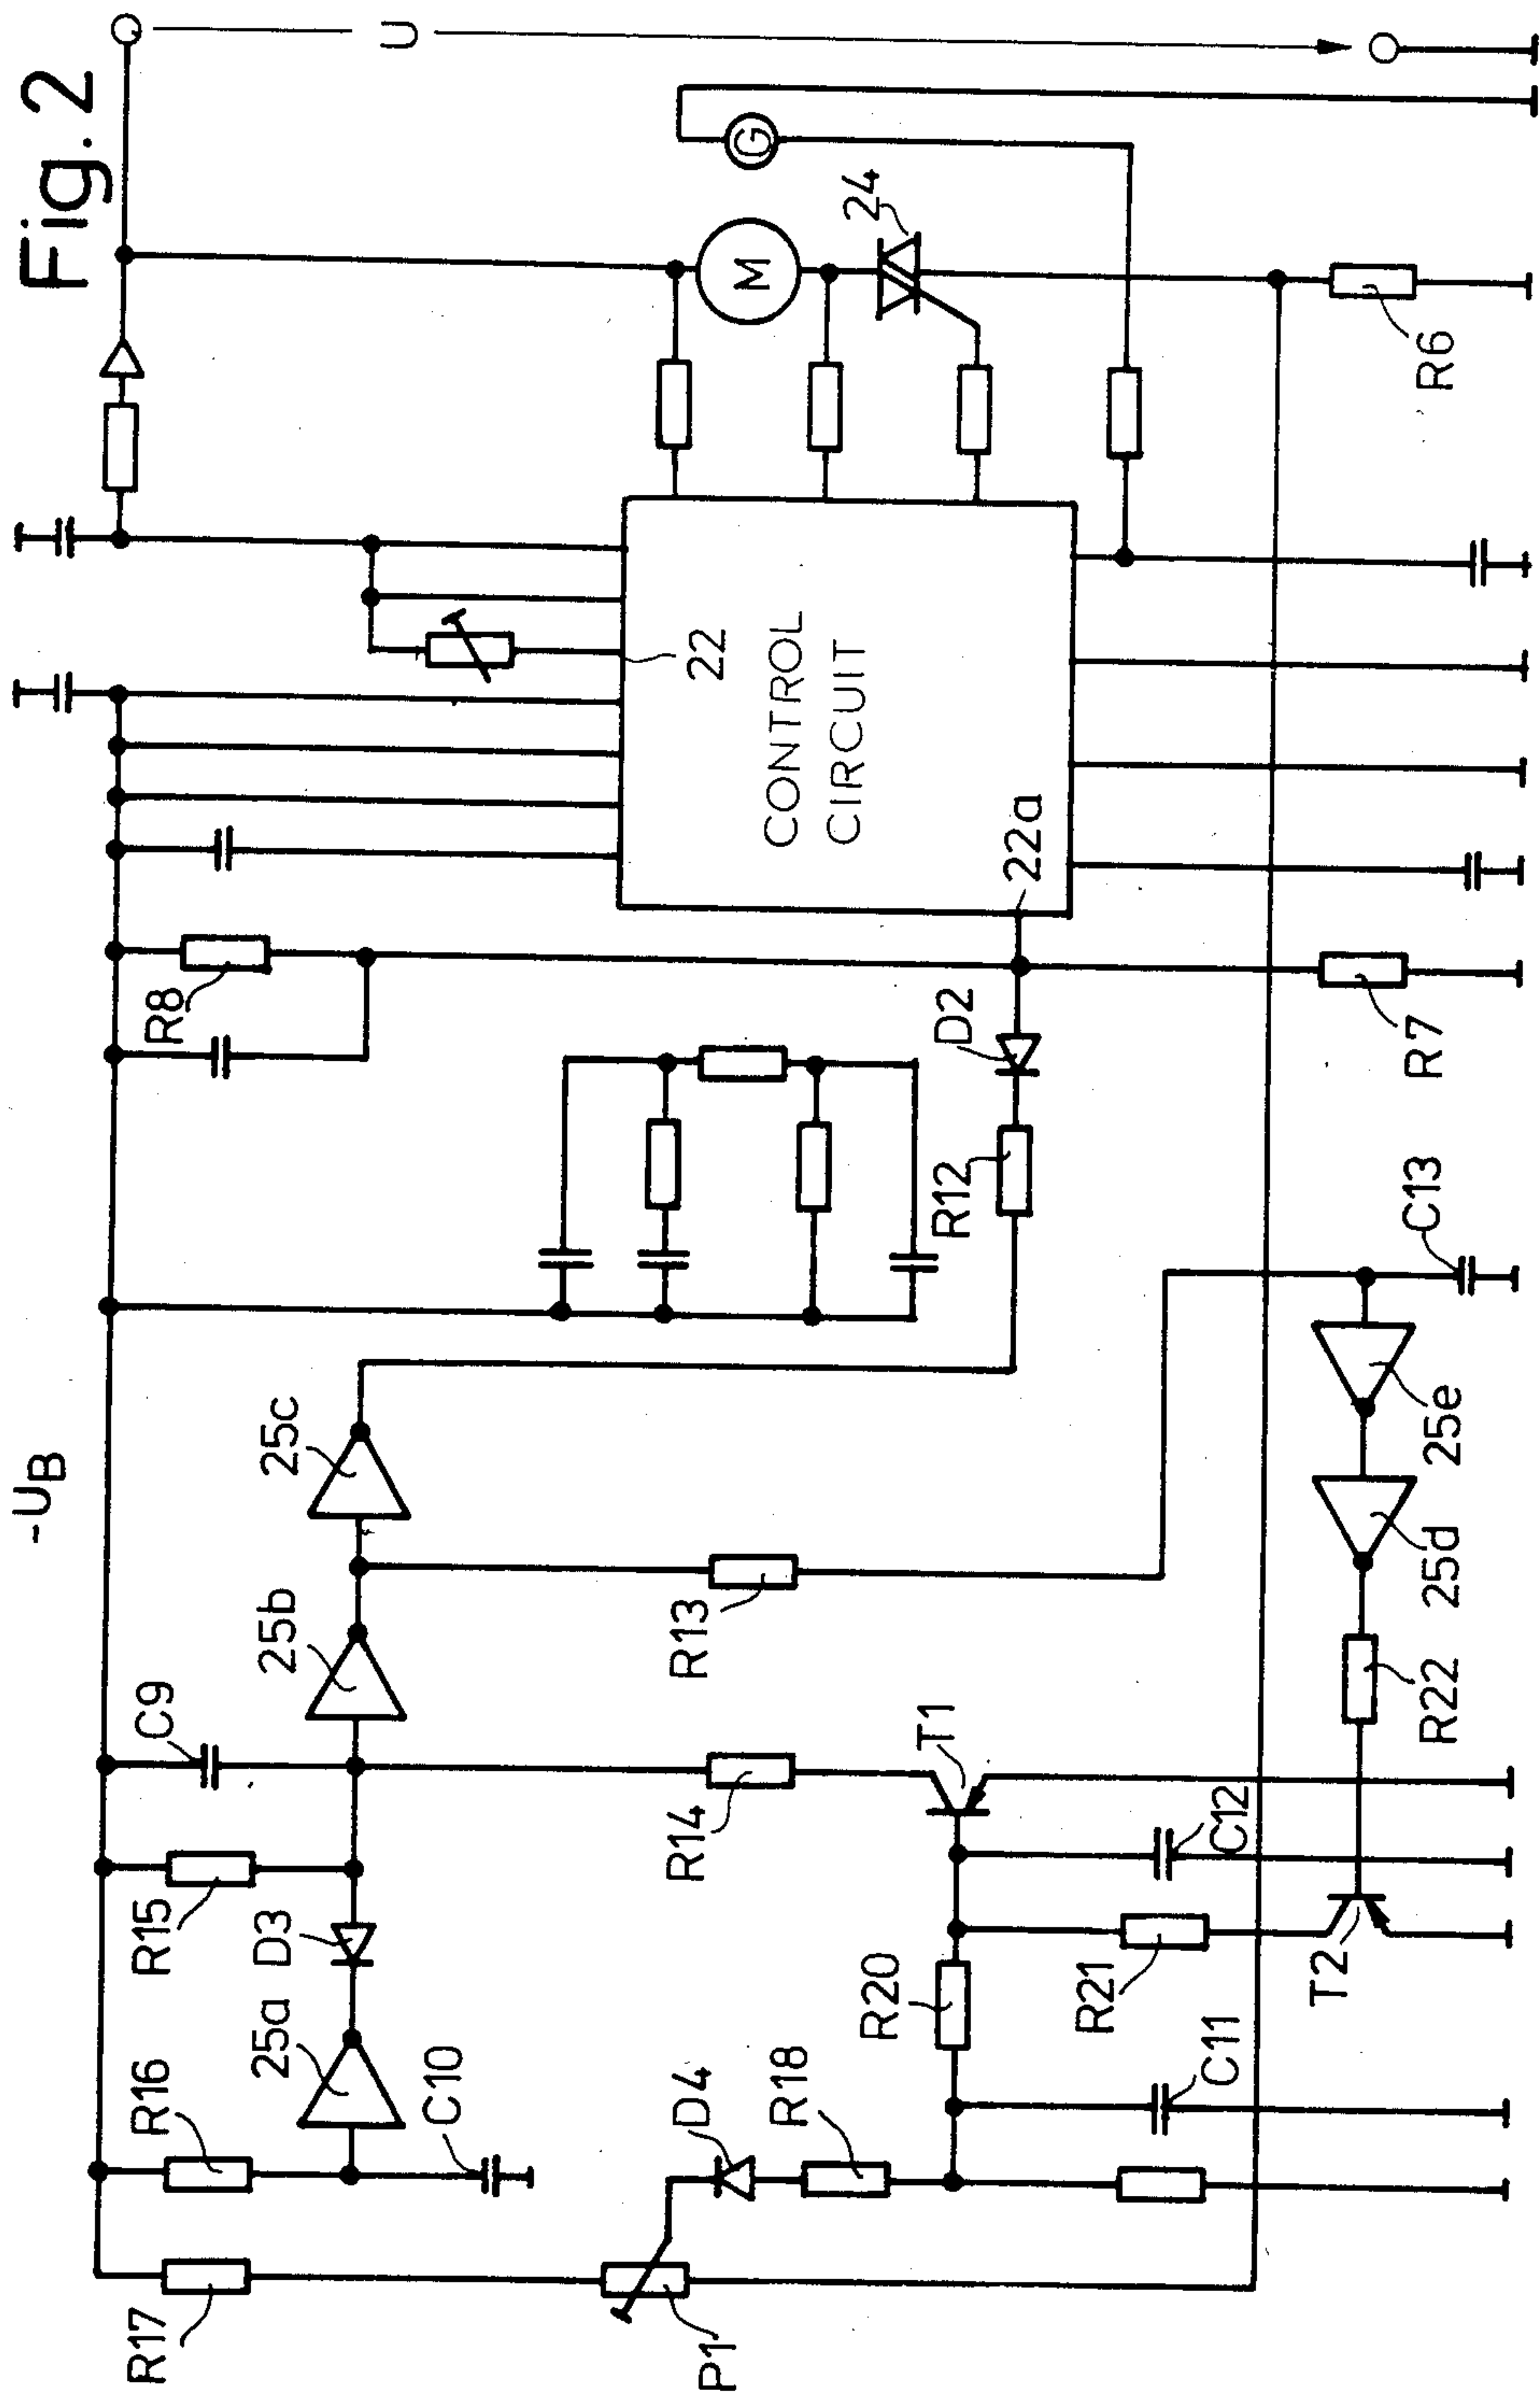 Fig. 2
-UB
U
R17
R16
R15
C9
R8
25a
D3
25b
25c
C10
22
CONTROL
CIRCUIT
M
G
24
P1
D4
R18
R14
R13
R20
T1
R12
D2
22a
C11
R21
C12
T2
R22
25d
25e
C13
R7
R6